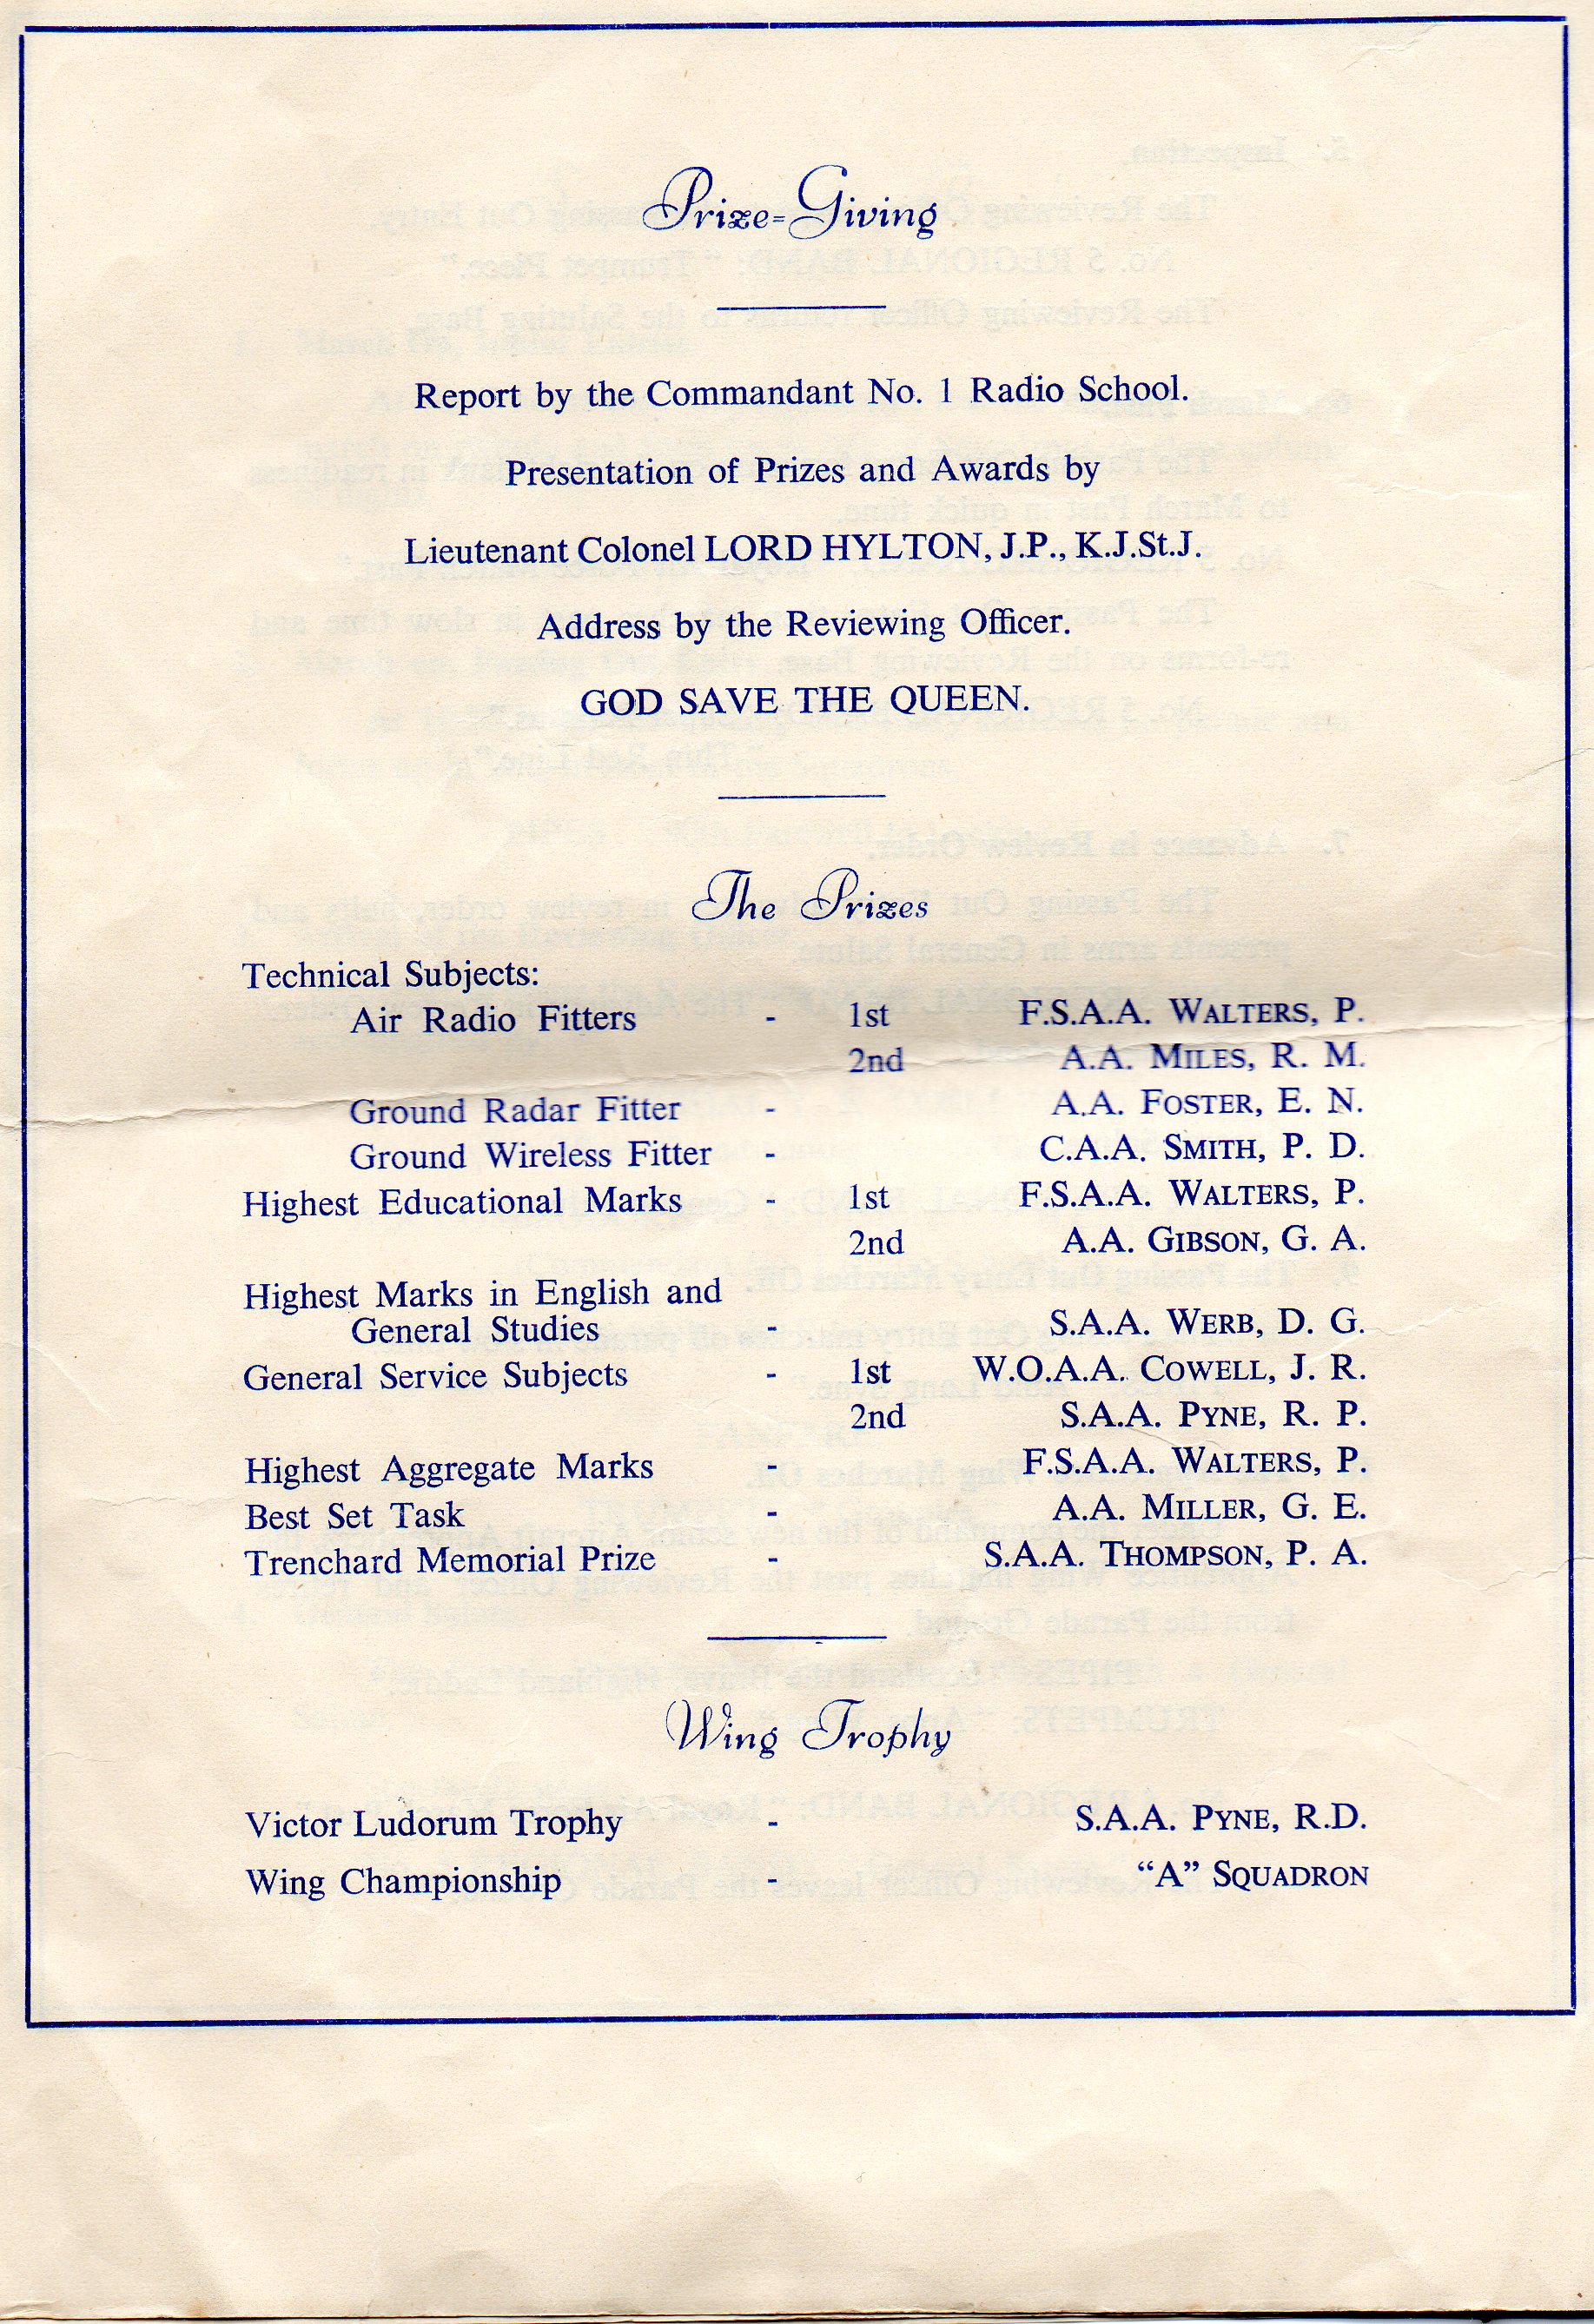 Prize-Giving
Report by the Commandant No. 1 Radio School.
Presentation of Prizes and Awards by
Lieutenant Colonel LORD HYLTON, J.P., K.J.St.J.
Address by the Reviewing Officer.
GOD SAVE THE QUEEN.
The Prizes
Technical Subjects:
Air Radio Fitters - 1st F.S.A.A. WALTERS, P.
2nd A.A. MILES, R. M.
Ground Radar Fitter - A.A. FOSTER, E. N.
Ground Wireless Fitter - C.A.A. SMITH, P. D.
Highest Educational Marks - 1st F.S.A.A. WALTERS, P.
2nd A.A. GIBSON, G. A.
Highest Marks in English and
General Studies - S.A.A. WERB, D. G.
General Service Subjects - 1st W.O.A.A. COWELL, J. R.
2nd S.A.A. PYNE, R. P.
Highest Aggregate Marks - F.S.A.A. WALTERS, P.
Best Set Task - A.A. MILLER, G. E.
Trenchard Memorial Prize - S.A.A. THOMPSON, P. A.
Wing Trophy
Victor Ludorum Trophy - S.A.A. PYNE, R.D.
Wing Championship - “A” SQUADRON